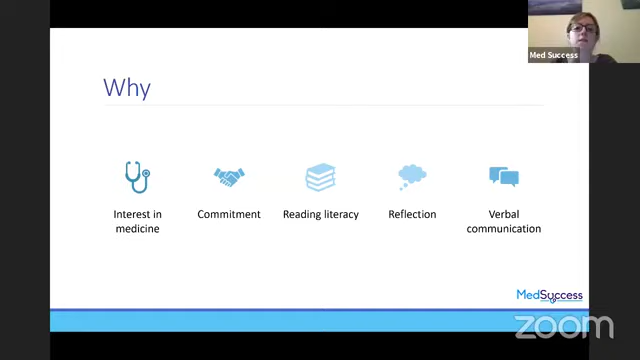 Med Success
Why
Interest in
medicine
Commitment
Reading literacy
Reflection
Verbal
communication
MedSuccess
zoom